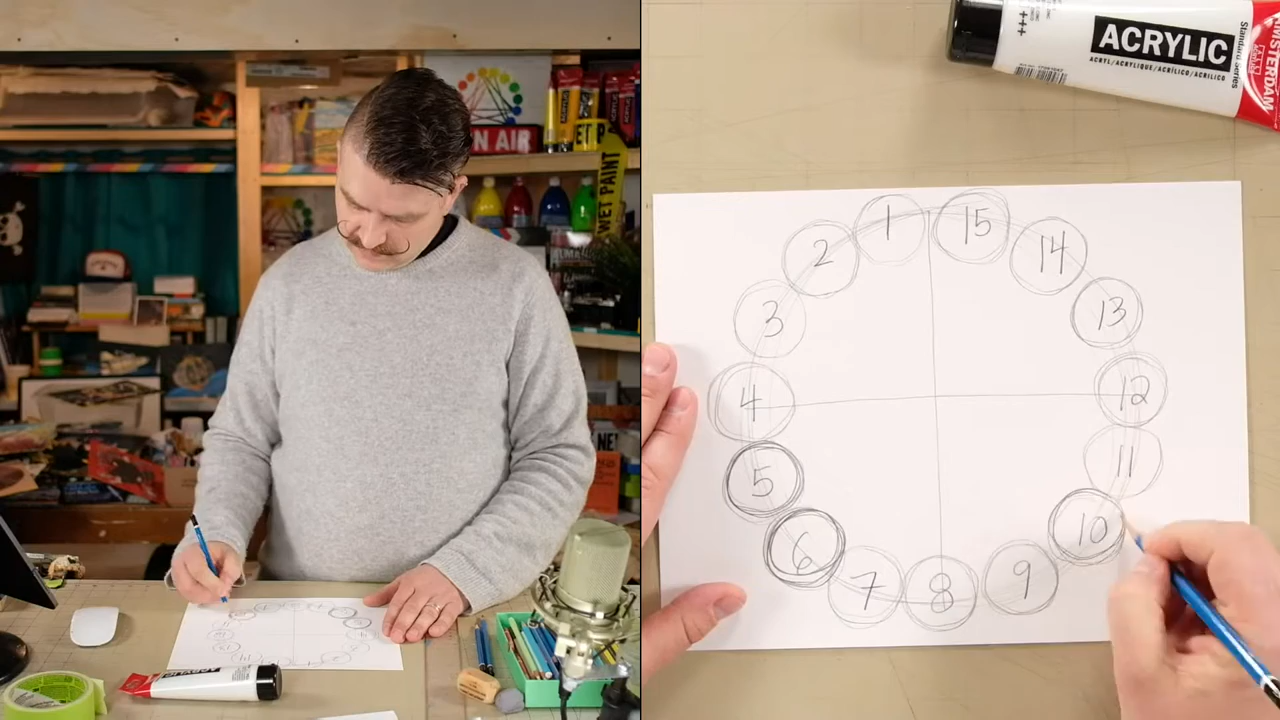 ON AIR
WET PAINT
ACRYLIC
ACRYL/ACRYLIQUE/ACRÍLICO/ACRILICO
Standard Series
AMSTERDAM
+++
1
15
2
14
3
13
4
12
5
11
6
10
7
8
9
ACRYLIC